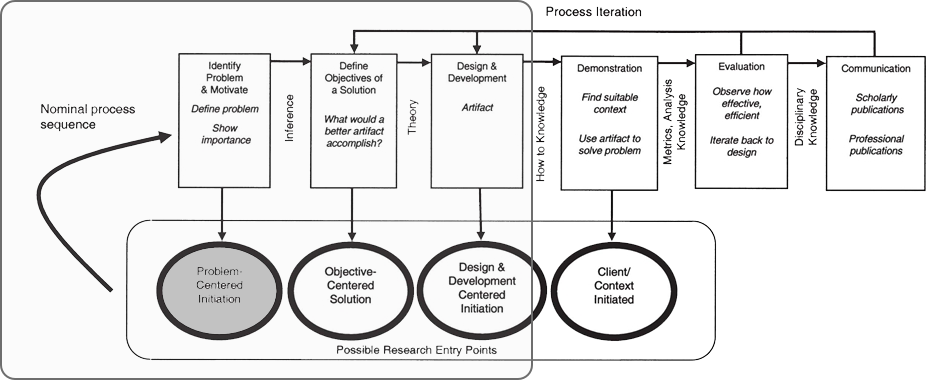 Process Iteration
Nominal process
sequence
Identify
Problem
& Motivate
Define problem
Show
importance
Inference
Define
Objectives of
a Solution
What would a
better artifact
accomplish?
Theory
Design &
Development
Artifact
How to Knowledge
Demonstration
Find suitable
context
Use artifact to
solve problem
Metrics, Analysis
Knowledge
Evaluation
Observe how
effective,
efficient
Iterate back to
design
Disciplinary
Knowledge
Communication
Scholarly
publications
Professional
publications
Problem-
Centered
Initiation
Objective-
Centered
Solution
Design &
Development
Centered
Initiation
Client/
Context
Initiated
Possible Research Entry Points